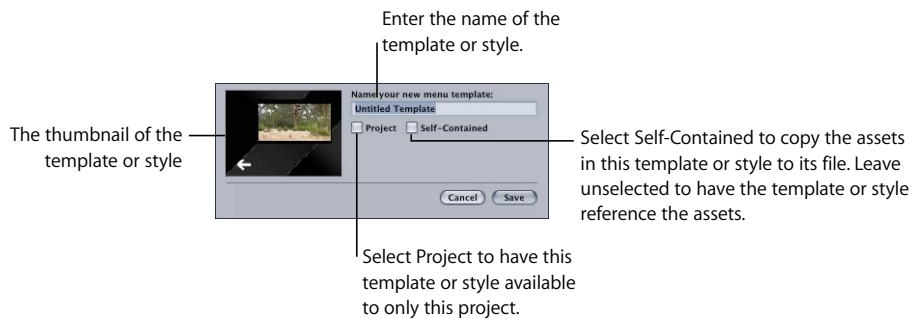 Enter the name of the
template or style.
Name your new menu template:
Untitled Template
Project Self-Contained
The thumbnail of the
template or style
Select Self-Contained to copy the assets
in this template or style to its file. Leave
unselected to have the template or style
reference the assets.
Cancel Save
Select Project to have this
template or style available
to only this project.